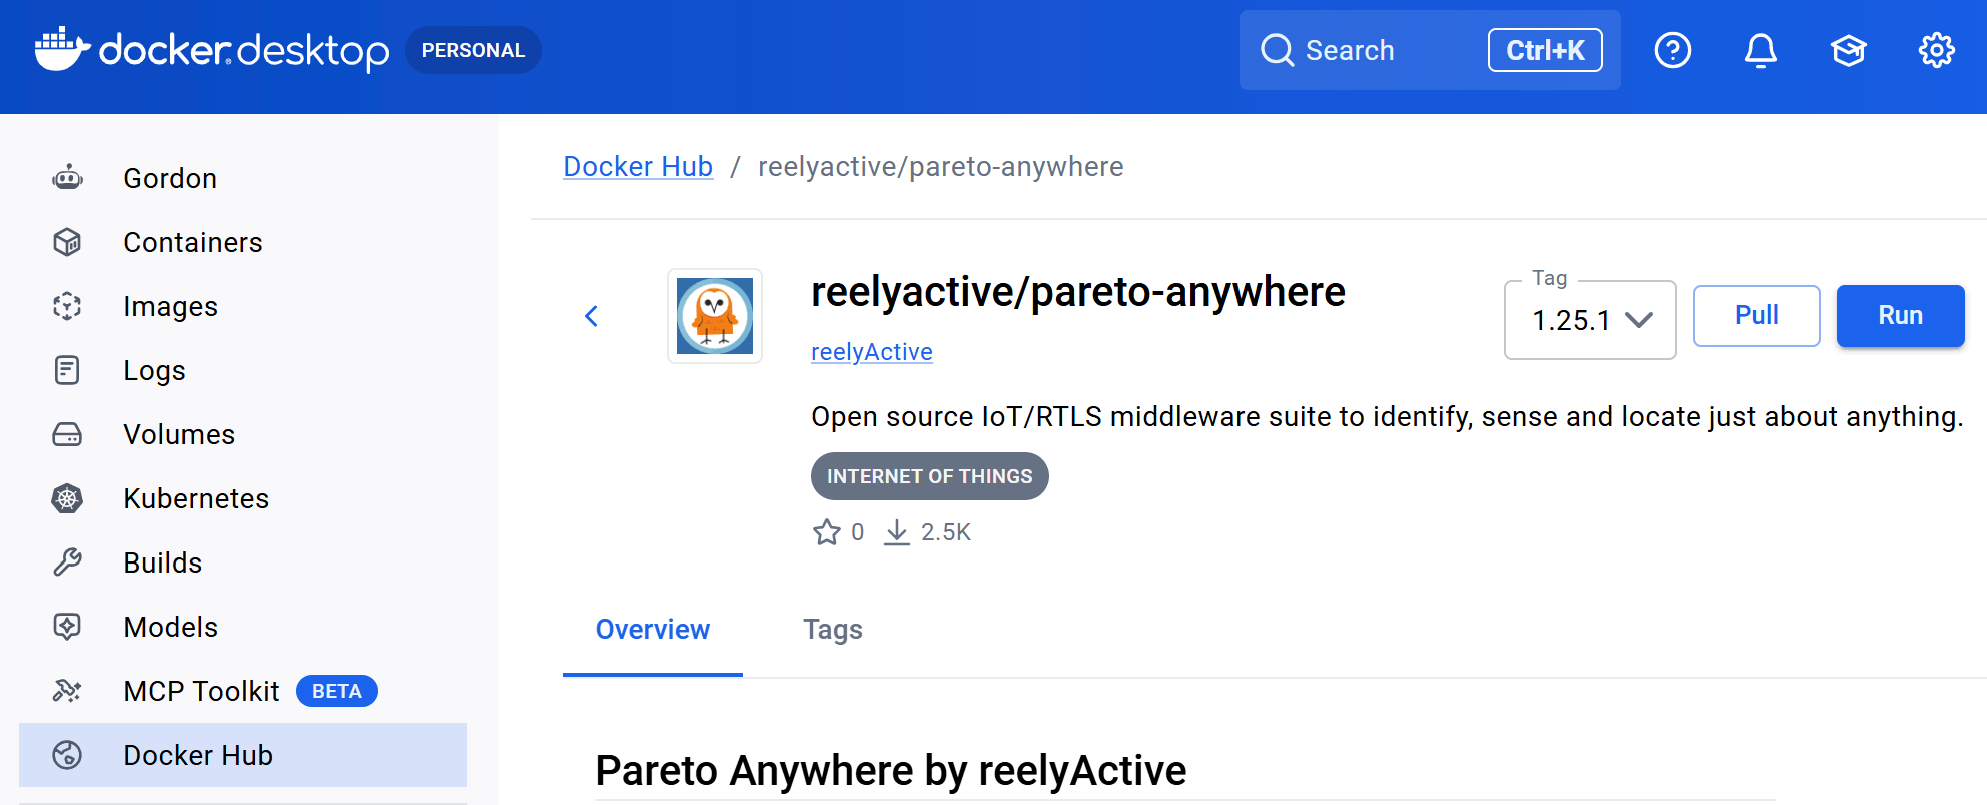 docker desktop PERSONAL
Search Ctrl+K
Gordon
Containers
Images
Logs
Volumes
Kubernetes
Builds
Models
MCP Toolkit BETA
Docker Hub
Docker Hub / reelyactive/pareto-anywhere
reelyactive/pareto-anywhere
reelyActive
Tag
1.25.1
Pull
Run
Open source IoT/RTLS middleware suite to identify, sense and locate just about anything.
INTERNET OF THINGS
0 2.5K
Overview Tags
Pareto Anywhere by reelyActive